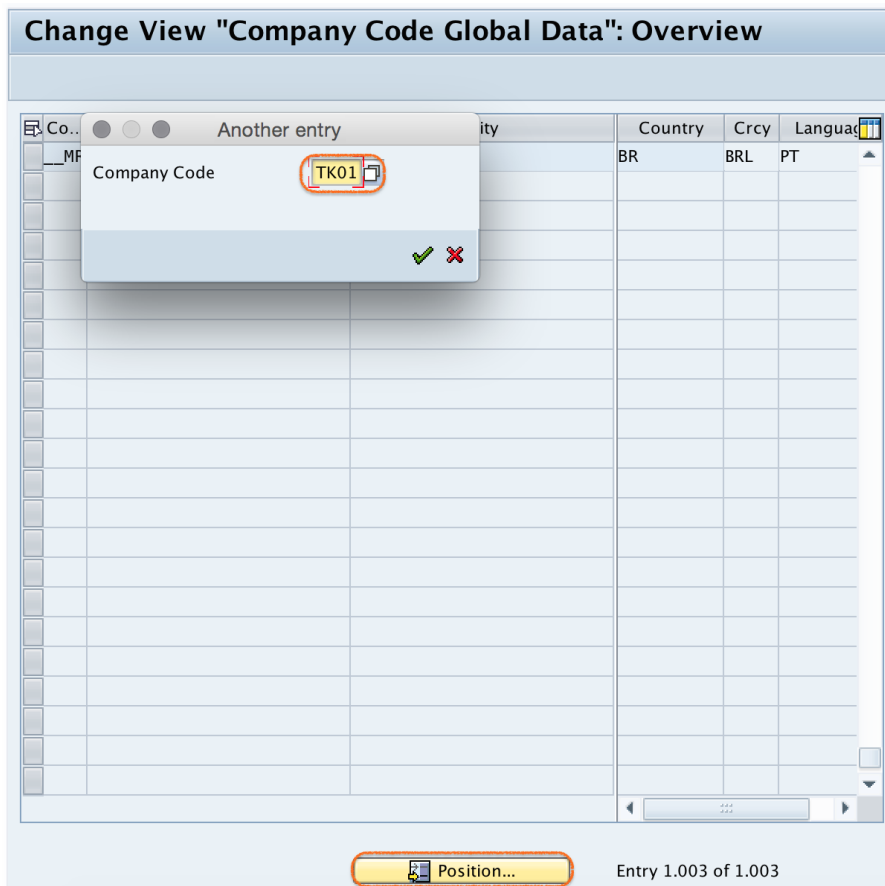 Change View "Company Code Global Data": Overview
Co..
Another entry
ity
Country
Crcy
Languag
__MR
BR
BRL
PT
Company Code
TK01
Position...
Entry 1.003 of 1.003